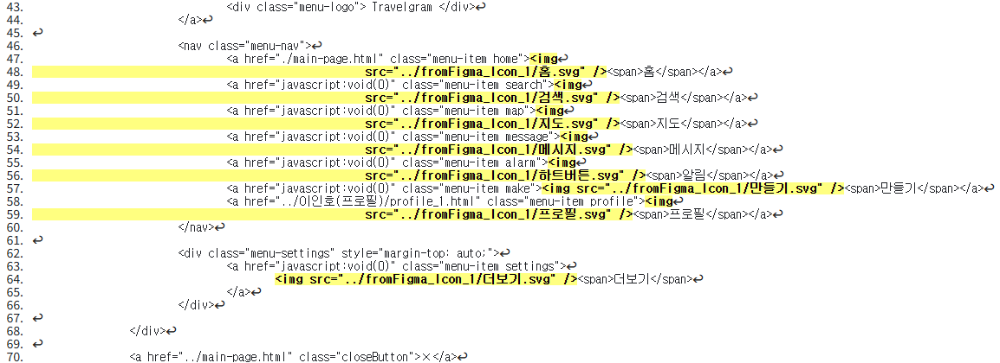 43. <div class="menu-logo"> Travelgram </div>↩
44. </a>↩
45. ↩
46. <nav class="menu-nav">↩
47. <a href="./main-page.html" class="menu-item home"><img↩
48. src="../fromFigma_Icon_1/홈.svg" /><span>홈</span></a>↩
49. <a href="javascript:void(0)" class="menu-item search"><img↩
50. src="../fromFigma_Icon_1/검색.svg" /><span>검색</span></a>↩
51. <a href="javascript:void(0)" class="menu-item map"><img↩
52. src="../fromFigma_Icon_1/지도.svg" /><span>지도</span></a>↩
53. <a href="javascript:void(0)" class="menu-item message"><img↩
54. src="../fromFigma_Icon_1/메시지.svg" /><span>메시지</span></a>↩
55. <a href="javascript:void(0)" class="menu-item alarm"><img↩
56. src="../fromFigma_Icon_1/하트버튼.svg" /><span>알림</span></a>↩
57. <a href="javascript:void(0)" class="menu-item make"><img src="../fromFigma_Icon_1/만들기.svg" /><span>만들기</span></a>↩
58. <a href="../이인호(프로필)/profile_1.html" class="menu-item profile"><img↩
59. src="../fromFigma_Icon_1/프로필.svg" /><span>프로필</span></a>↩
60. </nav>↩
61. ↩
62. <div class="menu-settings" style="margin-top: auto;">↩
63. <a href="javascript:void(0)" class="menu-item settings">↩
64. <img src="../fromFigma_Icon_1/더보기.svg" /><span>더보기</span>↩
65. </a>↩
66. </div>↩
67. ↩
68. </div>↩
69. ↩
70. <a href="../main-page.html" class="closeButton">×</a>↩